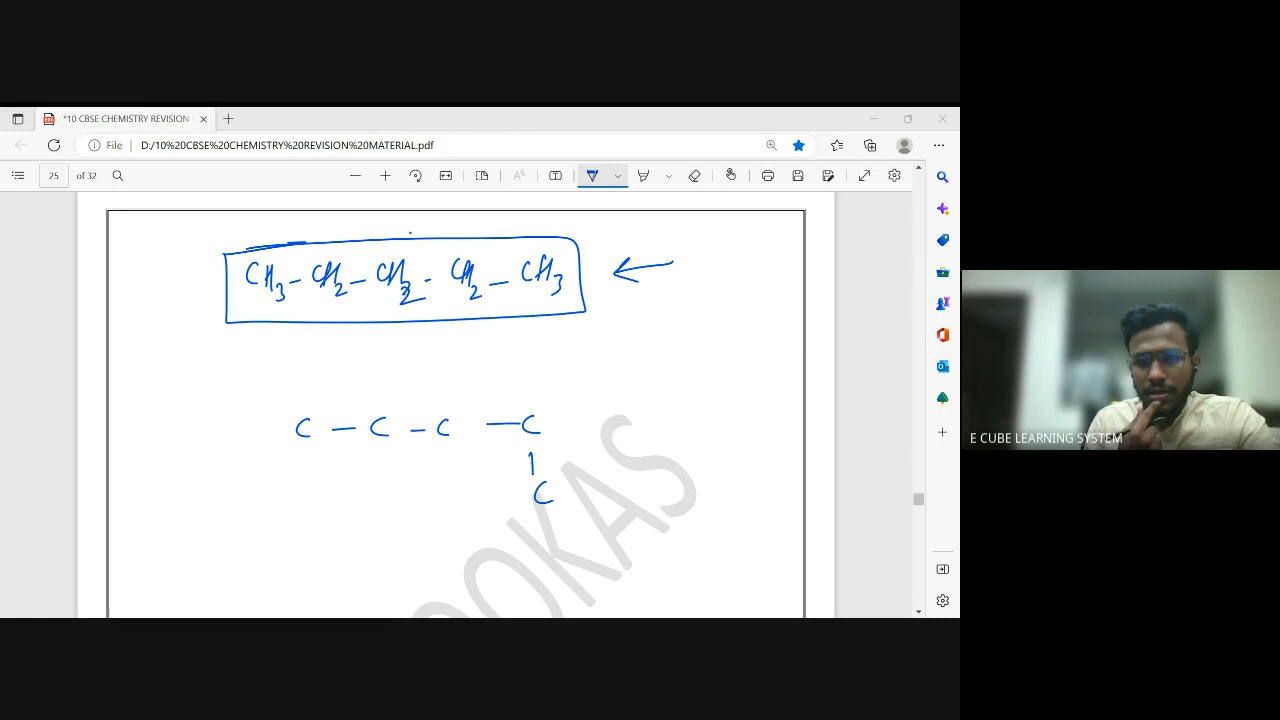 *10 CBSE CHEMISTRY REVISION
File D:/10%20CBSE%20CHEMISTRY%20REVISION%20MATERIAL.pdf
25 of 32
CH3 - CH2 - CH2 - CH2 - CH3
C - C - C - C
|
C
OOKAS
E CUBE LEARNING SYSTEM